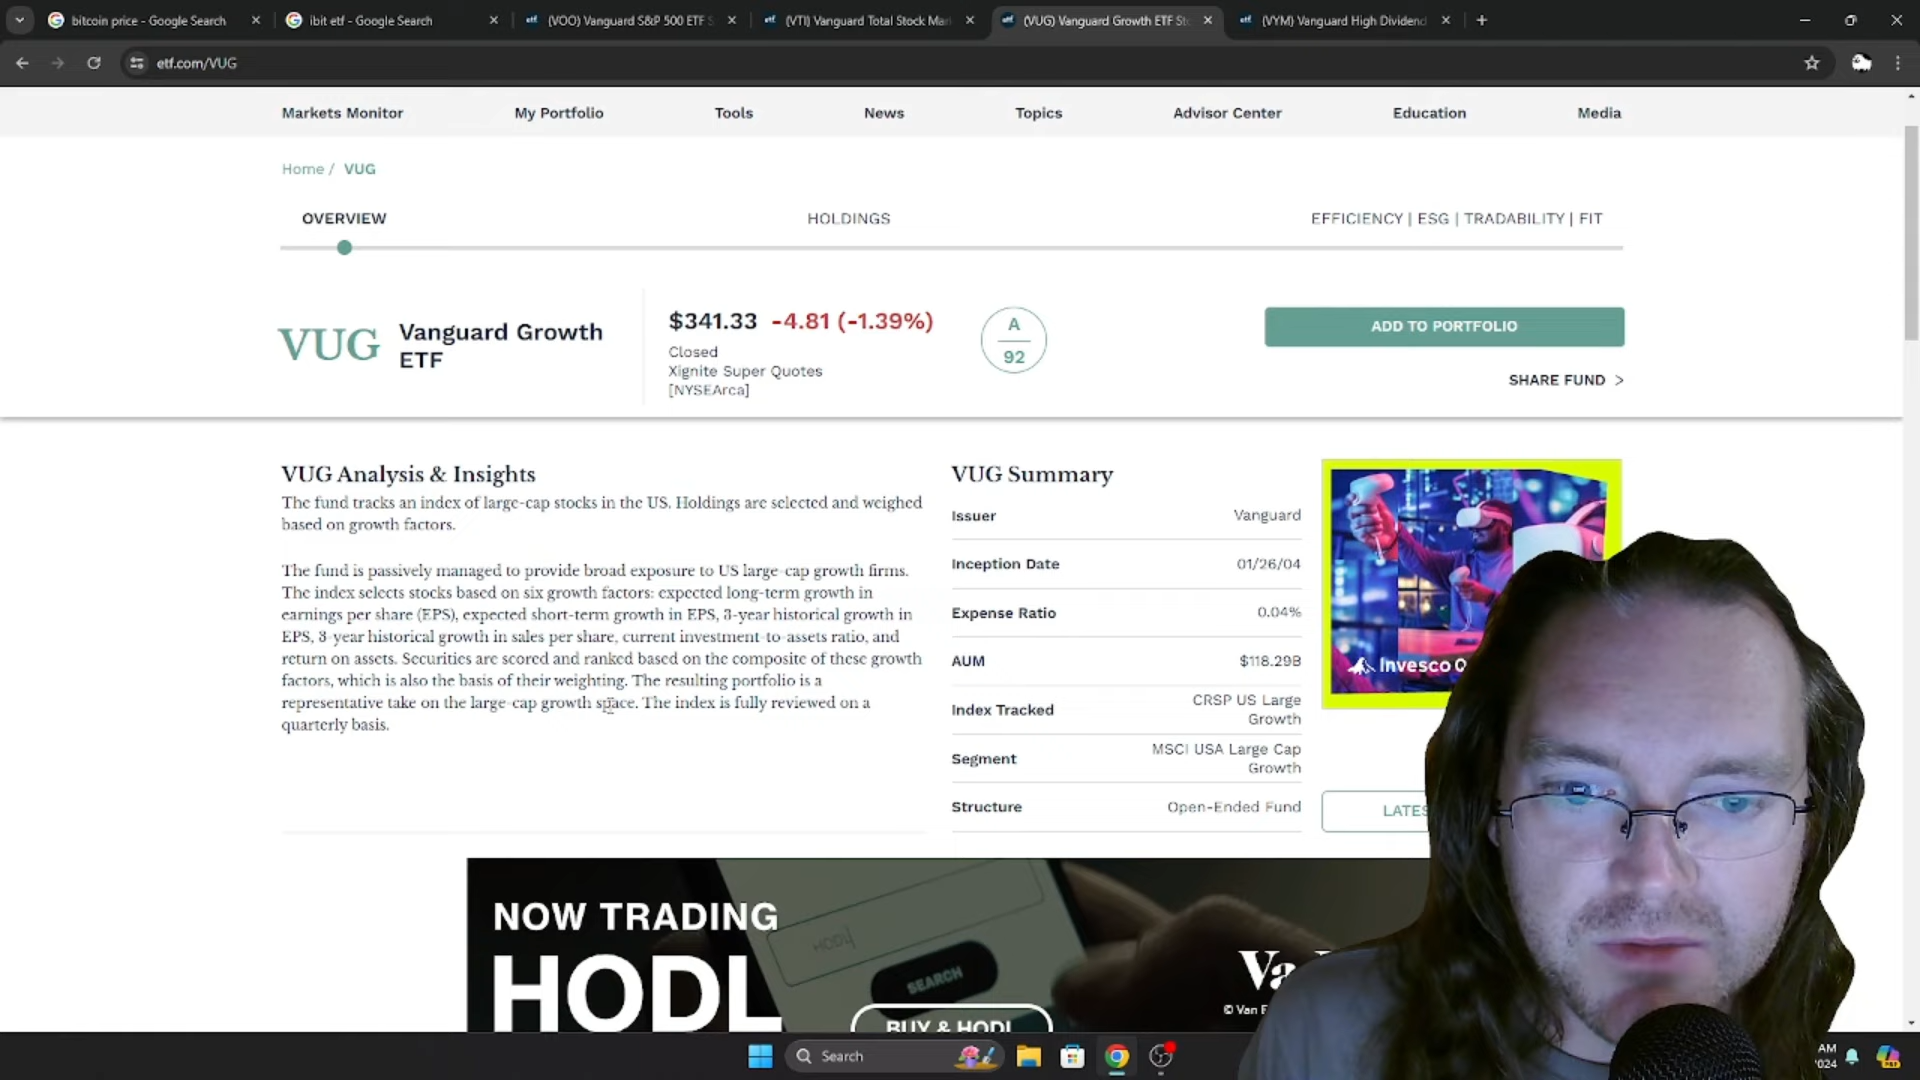 bitcoin price - Google Search
ibit etf - Google Search
(VOO) Vanguard S&P 500 ETF S
(VTI) Vanguard Total Stock Mar
(VUG) Vanguard Growth ETF St
(VYM) Vanguard High Dividend
etf.com/VUG
Markets Monitor
My Portfolio
Tools
News
Topics
Advisor Center
Education
Media
Home / VUG
OVERVIEW
HOLDINGS
EFFICIENCY | ESG | TRADABILITY | FIT
VUG
Vanguard Growth
ETF
$341.33 -4.81 (-1.39%)
Closed
Xignite Super Quotes
[NYSEArca]
A
92
ADD TO PORTFOLIO
SHARE FUND >
VUG Analysis & Insights
The fund tracks an index of large-cap stocks in the US. Holdings are selected and weighed
based on growth factors.
The fund is passively managed to provide broad exposure to US large-cap growth firms.
The index selects stocks based on six growth factors: expected long-term growth in
earnings per share (EPS), expected short-term growth in EPS, 3-year historical growth in
EPS, 3-year historical growth in sales per share, current investment-to-assets ratio, and
return on assets. Securities are scored and ranked based on the composite of these growth
factors, which is also the basis of their weighting. The resulting portfolio is a
representative take on the large-cap growth space. The index is fully reviewed on a
quarterly basis.
VUG Summary
Issuer Vanguard
Inception Date 01/26/04
Expense Ratio 0.04%
AUM $118.29B
Index Tracked CRSP US Large
Growth
Segment MSCI USA Large Cap
Growth
Structure Open-Ended Fund
Invesco Q
LATES
NOW TRADING
HODL
HODL
SEARCH
BUY & HODL
Va
© Van E
Search
AM